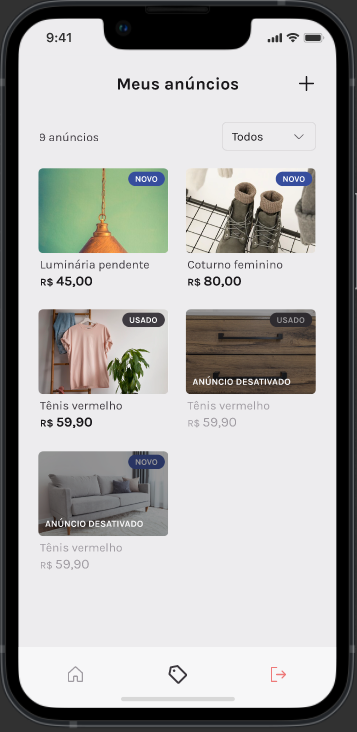 9:41
Meus anúncios
9 anúncios
Todos
NOVO
NOVO
Luminária pendente
Coturno feminino
R$ 45,00
R$ 80,00
USADO
USADO
ANÚNCIO DESATIVADO
Tênis vermelho
Tênis vermelho
R$ 59,90
R$ 59,90
NOVO
ANÚNCIO DESATIVADO
Tênis vermelho
R$ 59,90